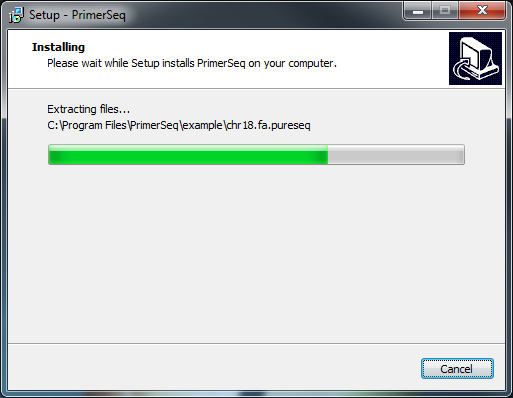 Setup - PrimerSeq
Installing
Please wait while Setup installs PrimerSeq on your computer.
Extracting files...
C:\Program Files\PrimerSeq\example\chr18.fa.pureseq
Cancel